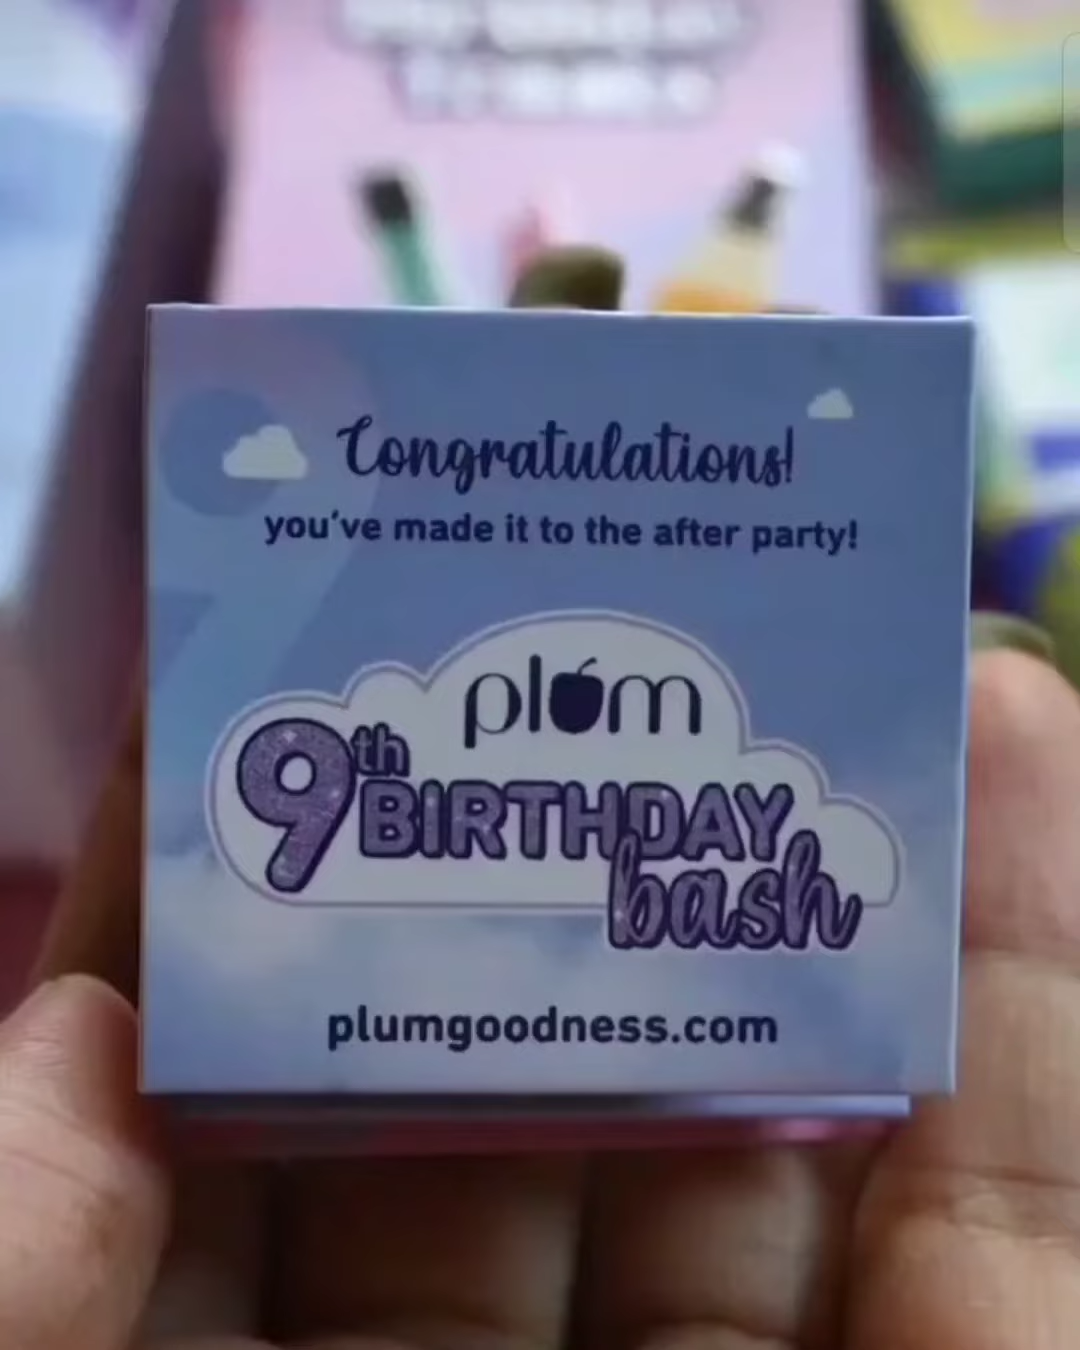 Congratulations!
you've made it to the after party!
plum
9th BIRTHDAY
bash
plumgoodness.com